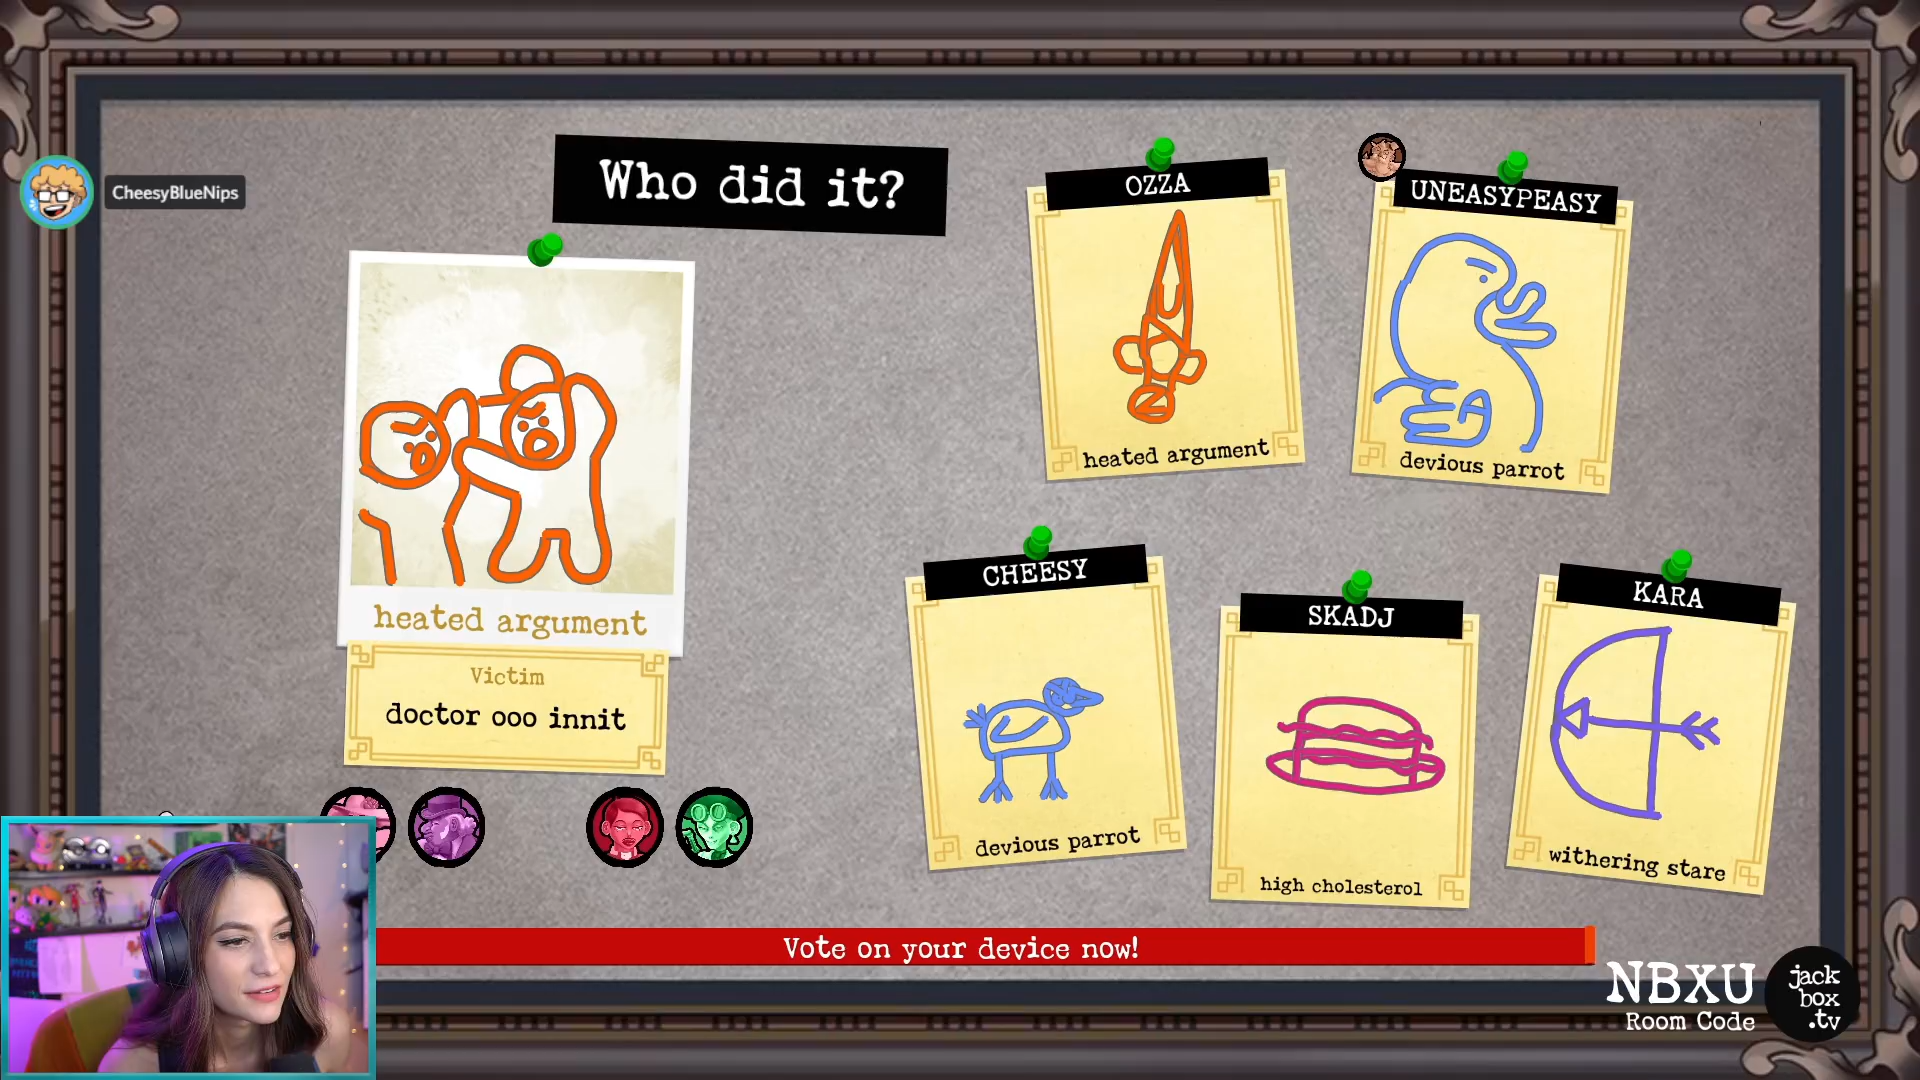 Who did it?
CheesyBlueNips
heated argument
Victim
doctor ooo innit
OZZA
heated argument
UNEASYPEASY
devious parrot
CHEESY
devious parrot
SKADJ
high cholesterol
KARA
withering stare
Vote on your device now!
NBXU
Room Code
jack
box
.tv